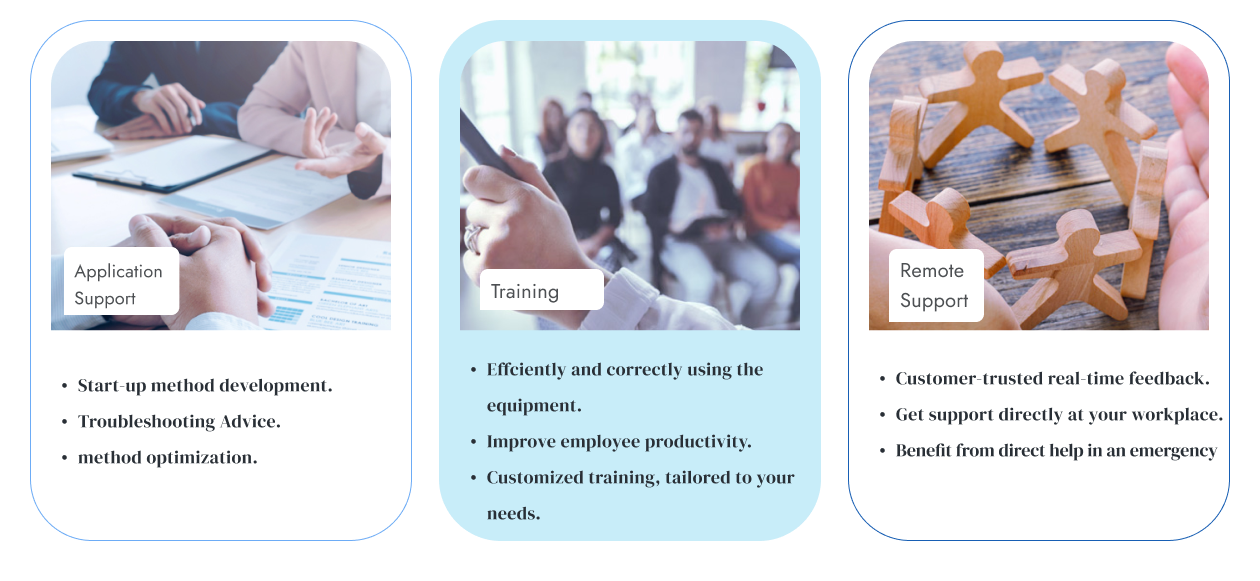 Application
Support
• Start-up method development.
• Troubleshooting Advice.
• method optimization.
Training
• Effciently and correctly using the
equipment.
• Improve employee productivity.
• Customized training, tailored to your
needs.
Remote
Support
• Customer-trusted real-time feedback.
• Get support directly at your workplace.
• Benefit from direct help in an emergency